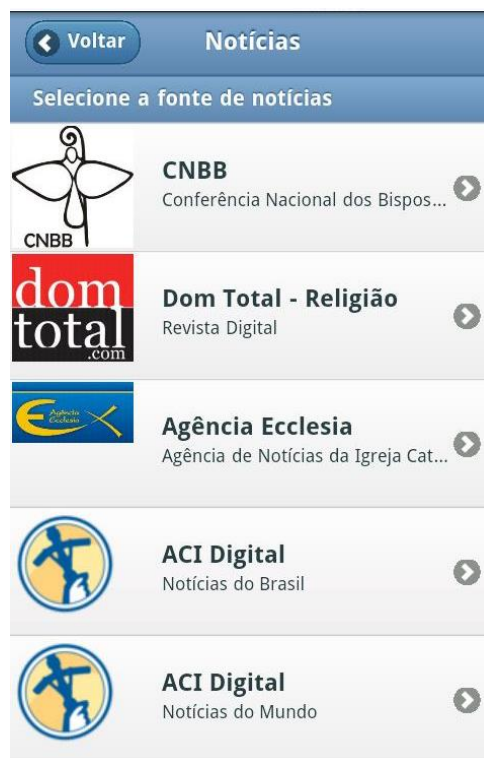 Voltar
Notícias
Selecione a fonte de notícias
CNBB
CNBB
Conferência Nacional dos Bispos...
dom
total
.com
Dom Total - Religião
Revista Digital
Agência
Ecclesia
Agência Ecclesia
Agência de Notícias da Igreja Cat...
ACI Digital
Notícias do Brasil
ACI Digital
Notícias do Mundo